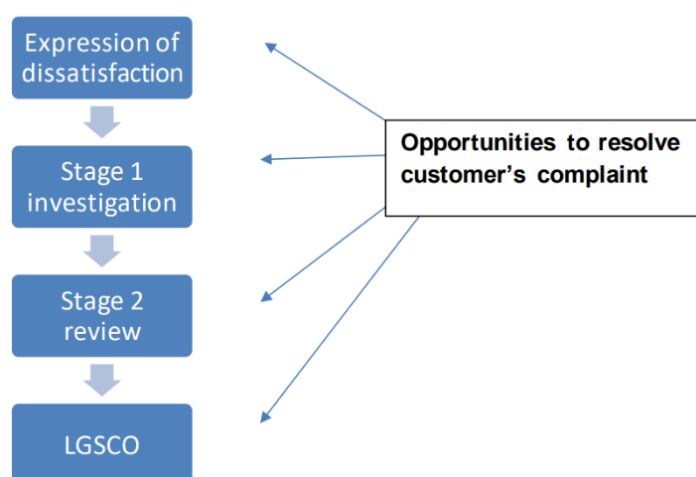 Expression of
dissatisfaction
Opportunities to resolve
customer's complaint
Stage 1
investigation
Stage 2
review
LGSCO